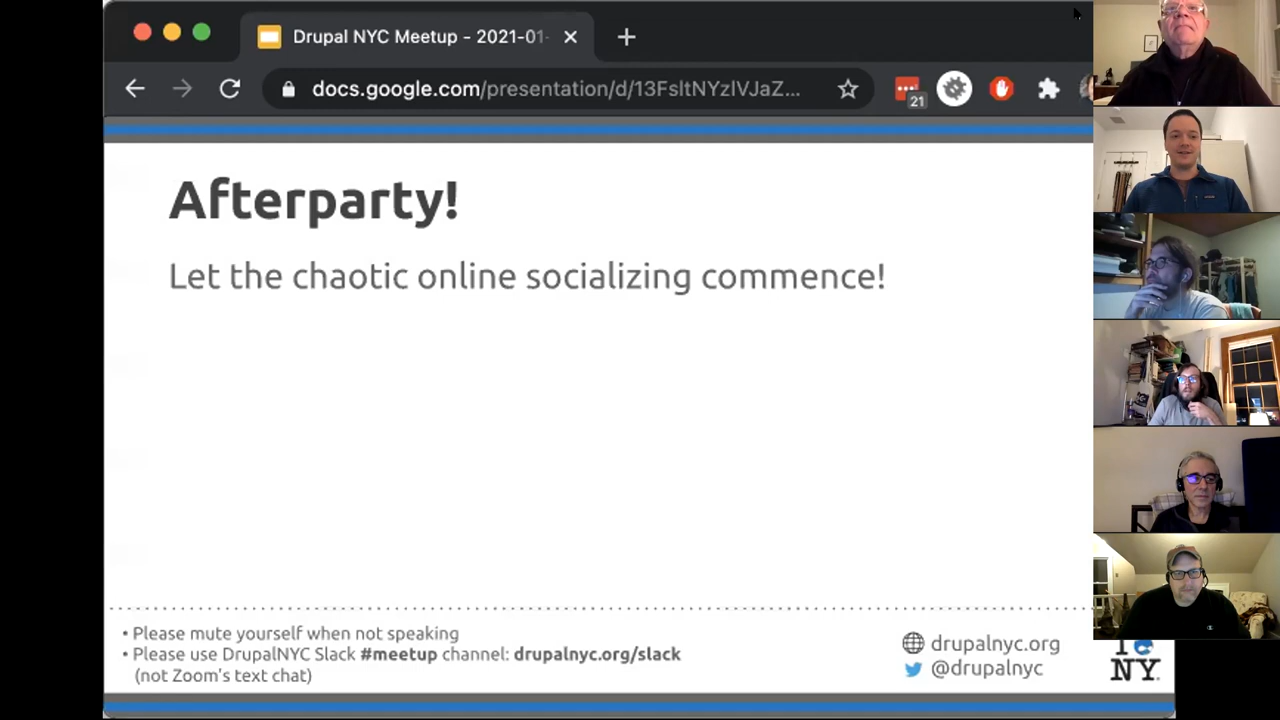 Drupal NYC Meetup - 2021-01-
docs.google.com/presentation/d/13FsltNYzlVJaZ...
21
Afterparty!
Let the chaotic online socializing commence!
• Please mute yourself when not speaking
• Please use DrupalNYC Slack #meetup channel: drupalnyc.org/slack
(not Zoom's text chat)
drupalnyc.org
@drupalnyc
I
NY